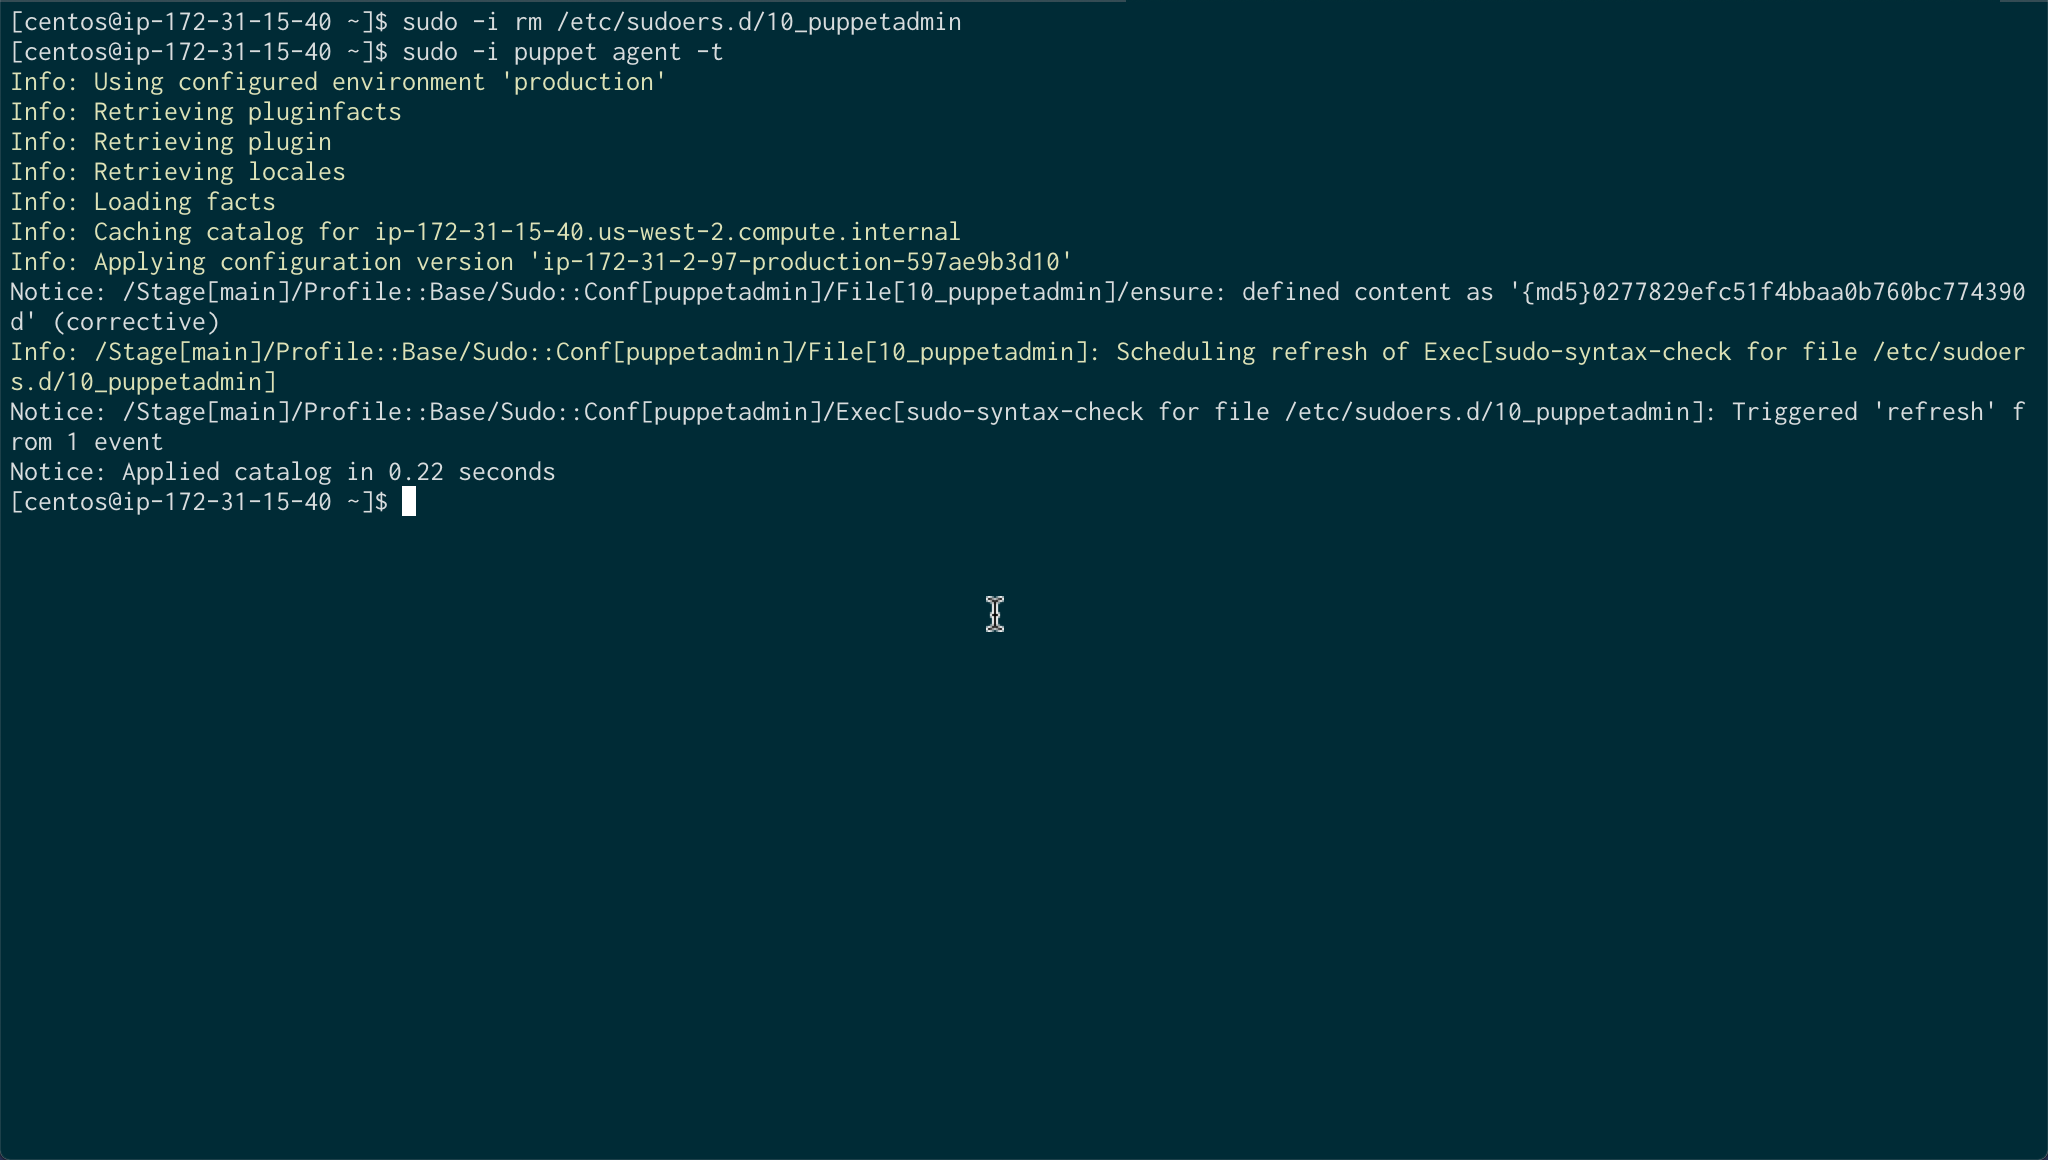 [centos@ip-172-31-15-40 ~]$ sudo -i rm /etc/sudoers.d/10_puppetadmin
[centos@ip-172-31-15-40 ~]$ sudo -i puppet agent -t
Info: Using configured environment 'production'
Info: Retrieving pluginfacts
Info: Retrieving plugin
Info: Retrieving locales
Info: Loading facts
Info: Caching catalog for ip-172-31-15-40.us-west-2.compute.internal
Info: Applying configuration version 'ip-172-31-2-97-production-597ae9b3d10'
Notice: /Stage[main]/Profile::Base/Sudo::Conf[puppetadmin]/File[10_puppetadmin]/ensure: defined content as '{md5}0277829efc51f4bbaa0b760bc774390
d' (corrective)
Info: /Stage[main]/Profile::Base/Sudo::Conf[puppetadmin]/File[10_puppetadmin]: Scheduling refresh of Exec[sudo-syntax-check for file /etc/sudoer
s.d/10_puppetadmin]
Notice: /Stage[main]/Profile::Base/Sudo::Conf[puppetadmin]/Exec[sudo-syntax-check for file /etc/sudoers.d/10_puppetadmin]: Triggered 'refresh' f
rom 1 event
Notice: Applied catalog in 0.22 seconds
[centos@ip-172-31-15-40 ~]$